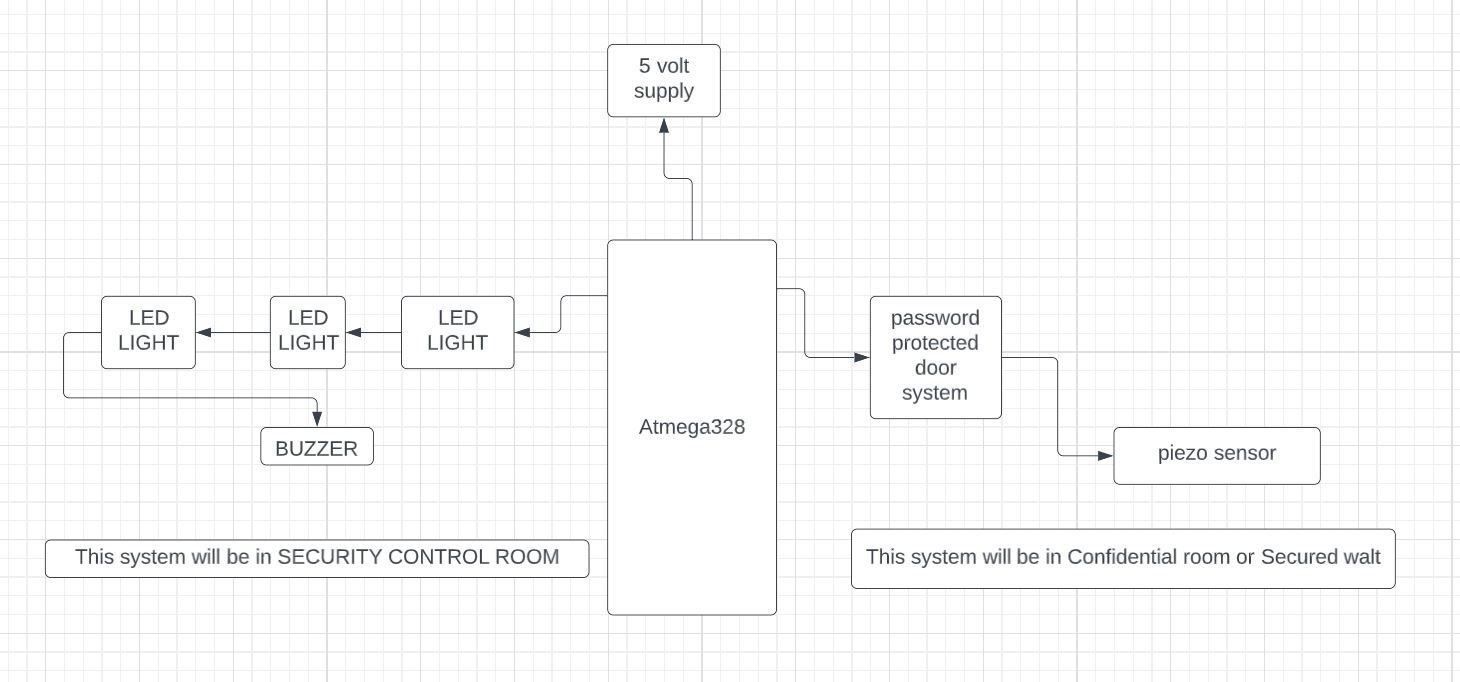 5 volt
supply
LED
LIGHT
LED
LIGHT
LED
LIGHT
BUZZER
This system will be in SECURITY CONTROL ROOM
Atmega328
password
protected
door
system
piezo sensor
This system will be in Confidential room or Secured walt